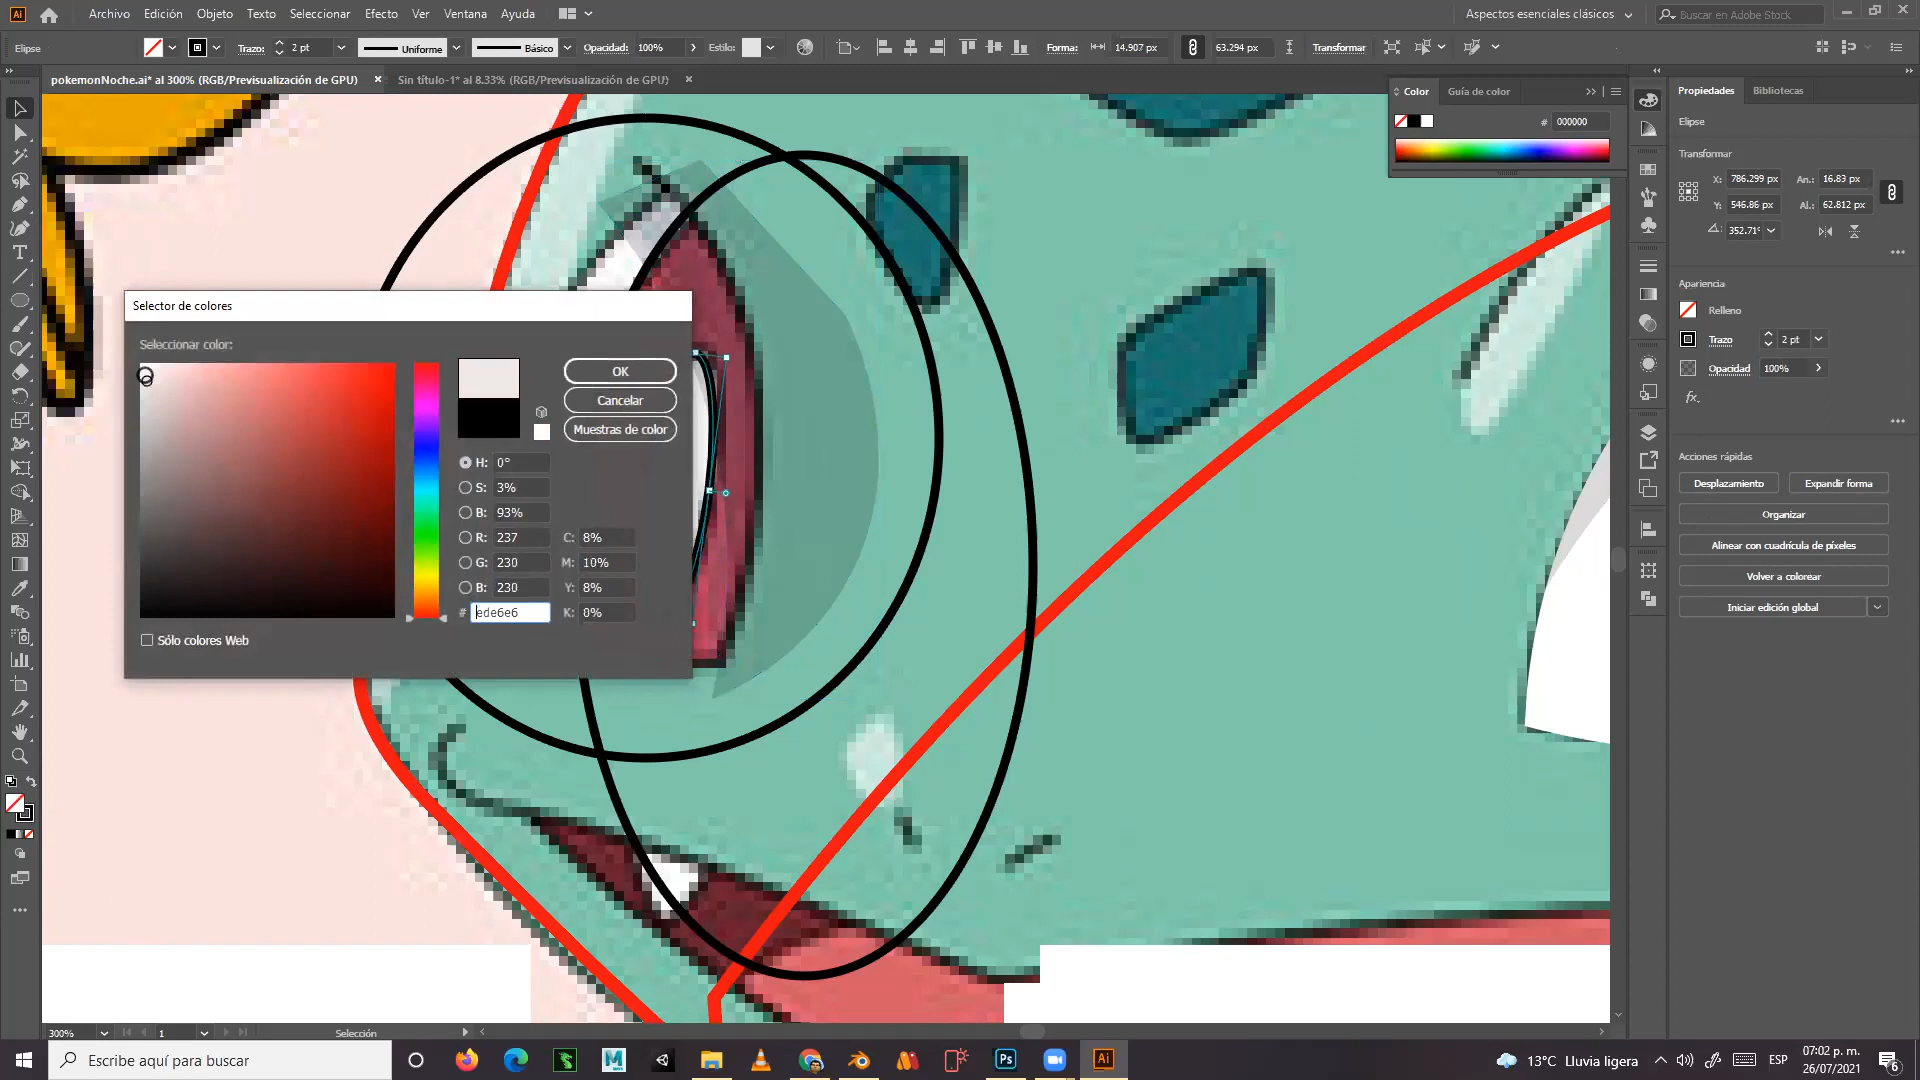 Ai
Archivo Edición Objeto Texto Seleccionar Efecto Ver Ventana Ayuda
Aspectos esenciales clásicos
Buscar en Adobe Stock
Elipse Trazo: 2 pt Uniforme Básico Opacidad: 100% Estilo: Forma: 14.907 px 63.294 px Transformar
pokemonNoche.ai* al 300% (RGB/Previsualización de GPU) ×
Sin título-1* al 8.33% (RGB/Previsualización de GPU) ×
Color Guía de color
# 000000
Propiedades Bibliotecas
Elipse
Transformar
X: 786.299 px An.: 16.83 px
Y: 546.86 px Al.: 62.812 px
352.71°
Apariencia
Relleno
Trazo 2 pt
Opacidad 100%
fx.
Acciones rápidas
Desplazamiento Expandir forma
Organizar
Alinear con cuadrícula de píxeles
Volver a colorear
Iniciar edición global
Selector de colores
Seleccionar color:
OK
Cancelar
Muestras de color
H: 0°
S: 3%
B: 93%
R: 237 C: 8%
G: 230 M: 10%
B: 230 Y: 8%
# ede6e6 K: 0%
Sólo colores Web
300% 1 Selección
Escribe aquí para buscar
Ps
Ai
13°C Lluvia ligera
ESP
07:02 p. m.
26/07/2021
6